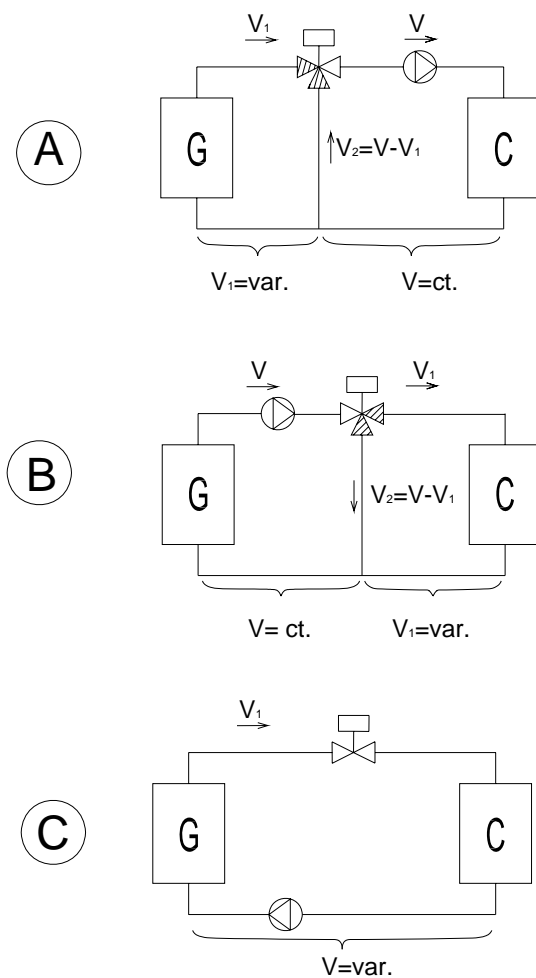 V₁ V
A G V₂=V-V₁ C
V₁=var. V=ct.
V V₁
B G V₂=V-V₁ C
V= ct. V₁=var.
V₁
C G C
V=var.